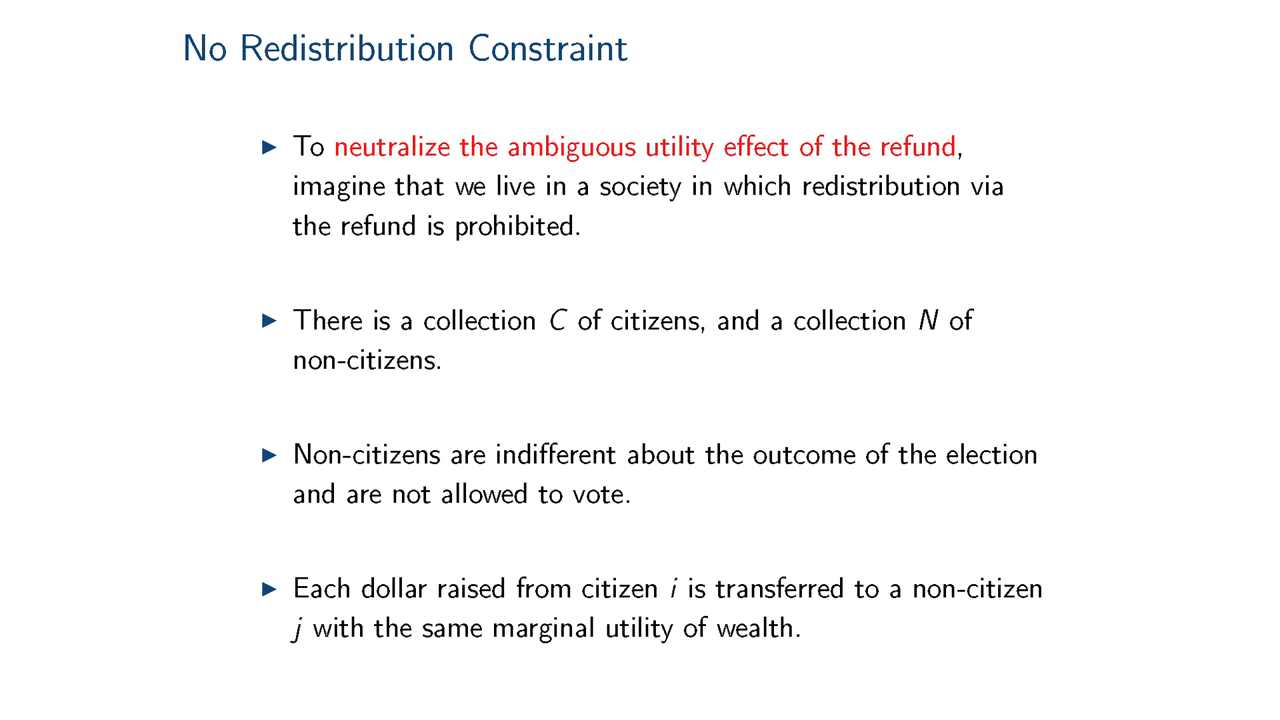 No Redistribution Constraint
▶ To neutralize the ambiguous utility effect of the refund,
imagine that we live in a society in which redistribution via
the refund is prohibited.
▶ There is a collection C of citizens, and a collection N of
non-citizens.
▶ Non-citizens are indifferent about the outcome of the election
and are not allowed to vote.
▶ Each dollar raised from citizen i is transferred to a non-citizen
j with the same marginal utility of wealth.